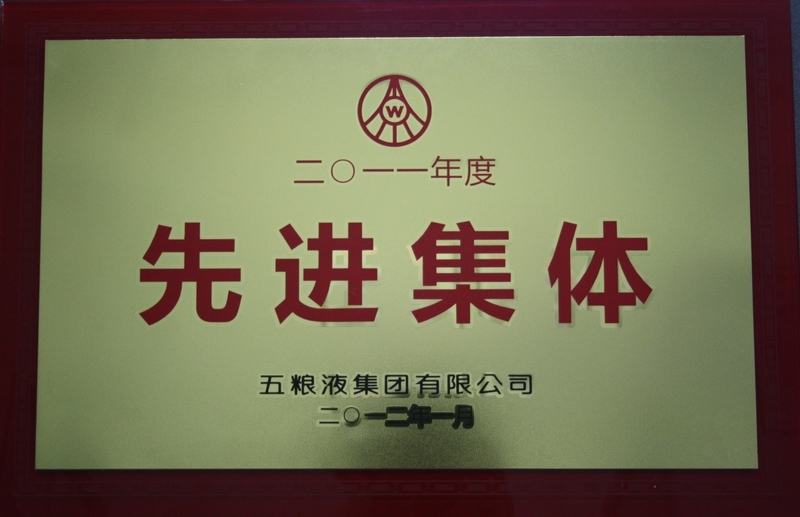 W
二〇一一年度
先进集体
五粮液集团有限公司
二〇一二年一月